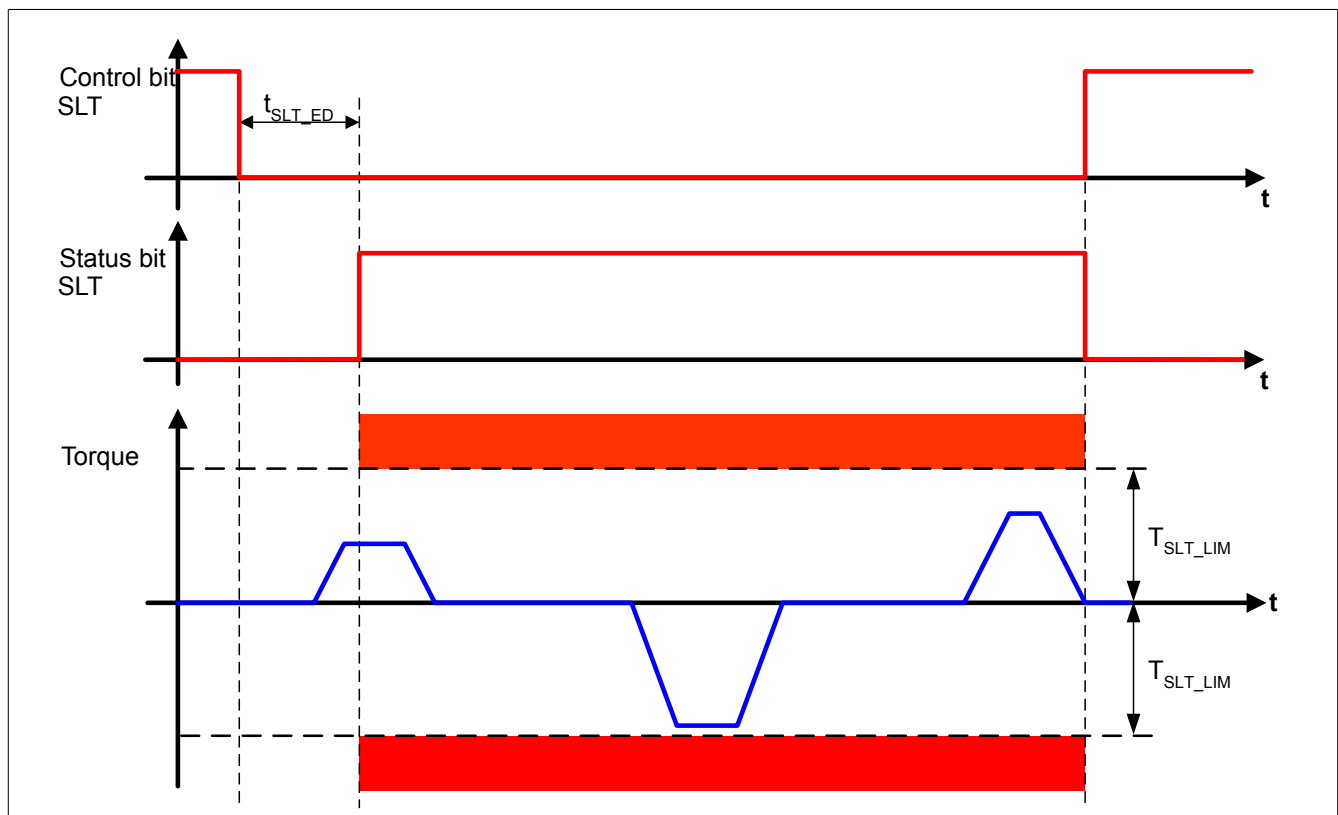 Control bit
SLT
tSLT_ED
t
Status bit
SLT
t
Torque
TSLT_LIM
t
TSLT_LIM